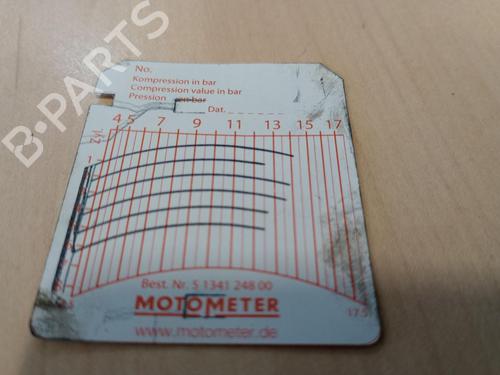 B-PARTS
No.
Kompression in bar
Compression value in bar
Pression en bar
Dat.
4 5 7 9 11 13 15 17
1
Best. Nr. 5 1341 248 00
MOTOMETER
17.5
www.motometer.de